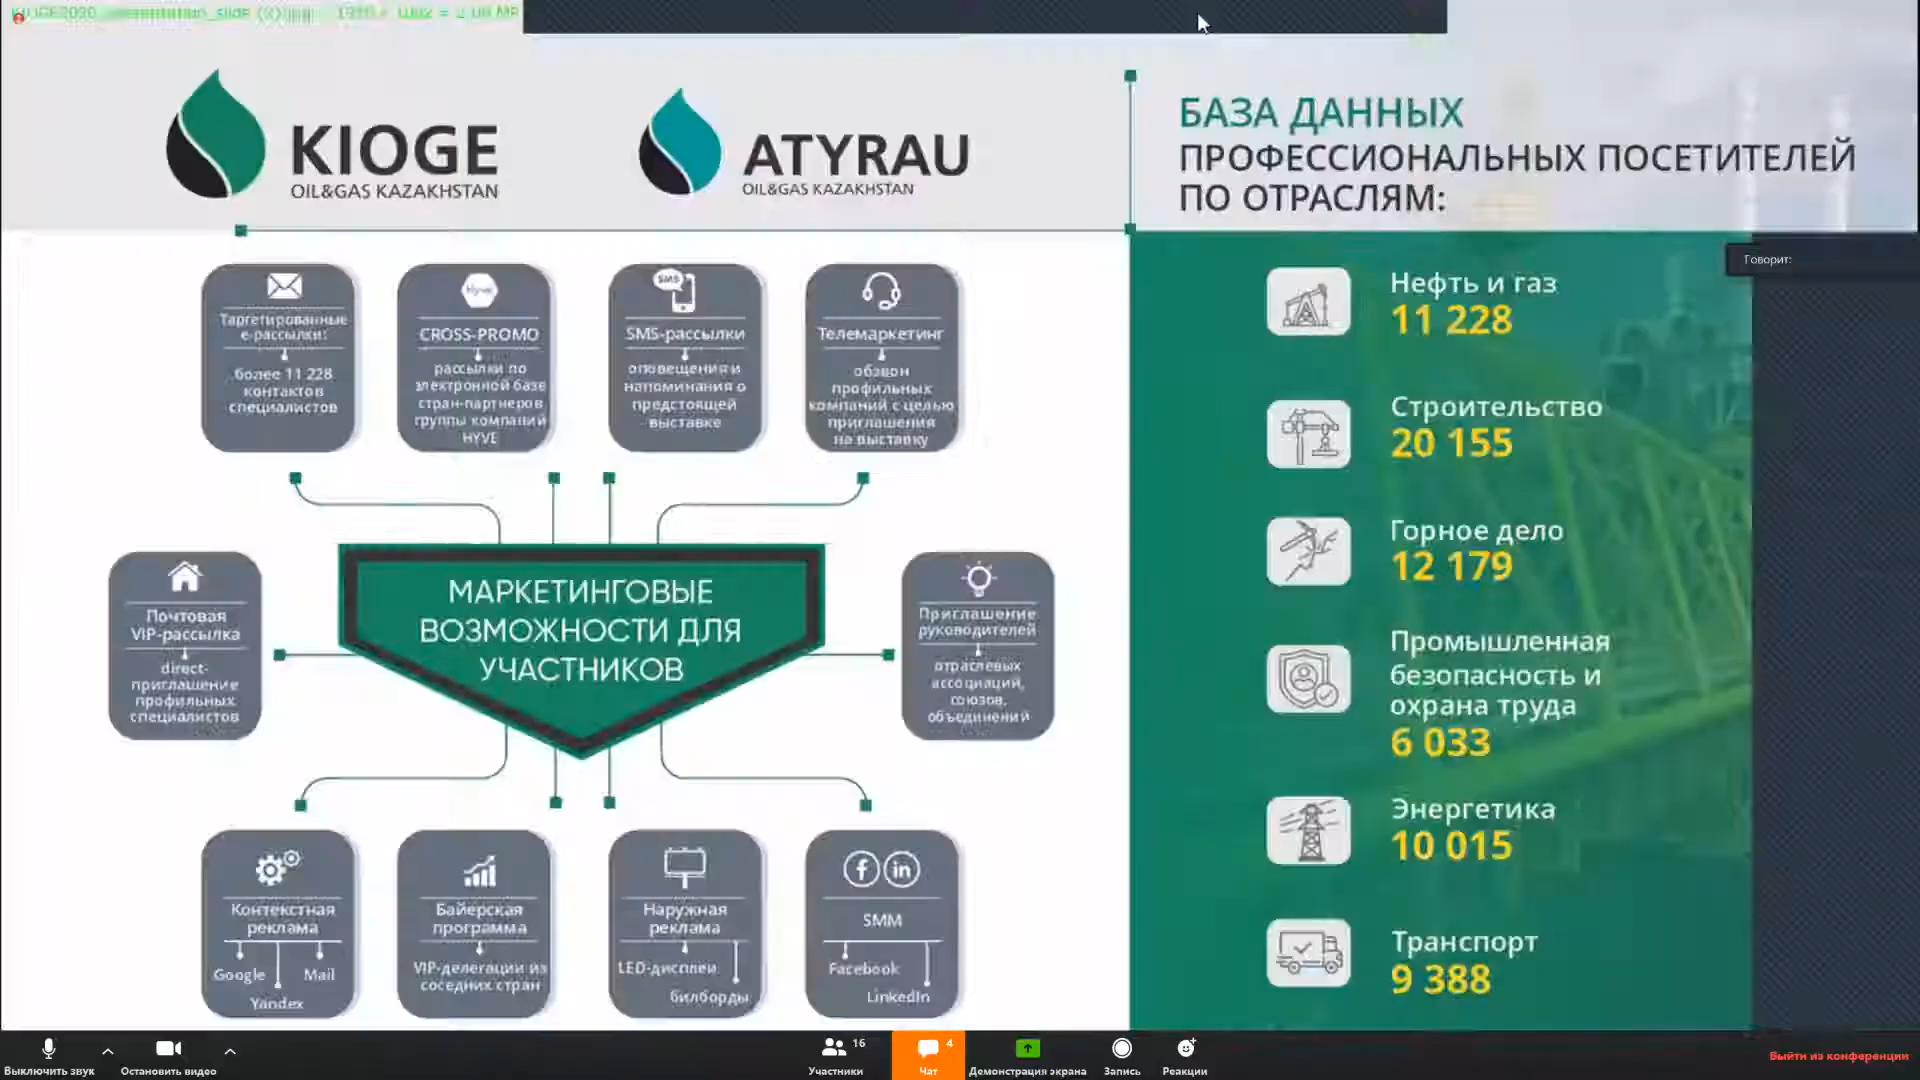 KIOGE
OIL&GAS KAZAKHSTAN
ATYRAU
OIL&GAS KAZAKHSTAN
БАЗА ДАННЫХ
ПРОФЕССИОНАЛЬНЫХ ПОСЕТИТЕЛЕЙ
ПО ОТРАСЛЯМ:
Говорит:
Таргетированные
е-рассылки:
более 11 228
контактов
специалистов
Hyve
CROSS-PROMO
рассылки по
электронной базе
стран-партнеров
группы компаний
HYVE
SMS
SMS-рассылки
оповещения и
напоминания о
предстоящей
выставке
Телемаркетинг
обзвон
профильных
компаний с целью
приглашения
на выставку
Почтовая
VIP-рассылка
direct-
приглашение
профильных
специалистов
МАРКЕТИНГОВЫЕ
ВОЗМОЖНОСТИ ДЛЯ
УЧАСТНИКОВ
Приглашение
руководителей
отраслевых
ассоциаций,
союзов,
объединений
Контекстная
реклама
Google
Mail
Yandex
Байерская
программа
VIP-делегации из
соседних стран
Наружная
реклама
LED-дисплеи
билборды
f in
SMM
Facebook
LinkedIn
Нефть и газ
11 228
Строительство
20 155
Горное дело
12 179
Промышленная
безопасность и
охрана труда
6 033
Энергетика
10 015
Транспорт
9 388
Выключить звук
Остановить видео
16
Участники
4
Чат
Демонстрация экрана
Запись
Реакции
Выйти из конференции